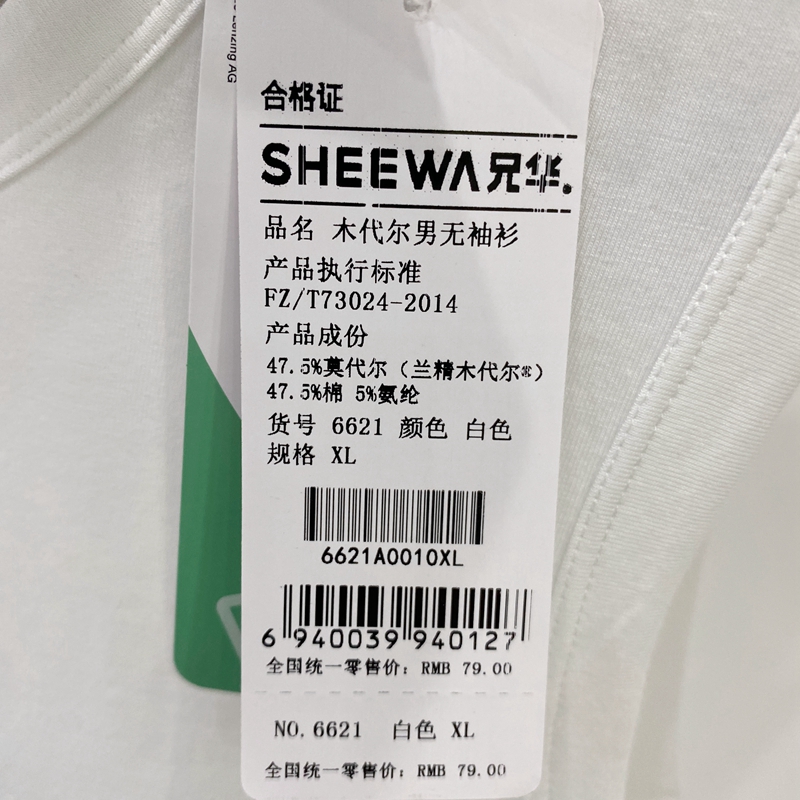 Lenzing AG
合格证
SHEEWA兄华.
品名 木代尔男无袖衫
产品执行标准
FZ/T73024-2014
产品成份
47.5%莫代尔（兰精木代尔®）
47.5%棉 5%氨纶
货号 6621 颜色 白色
规格 XL
6621A0010XL
6 940039 940127
全国统一零售价: RMB 79.00
NO.6621 白色 XL
全国统一零售价: RMB 79.00